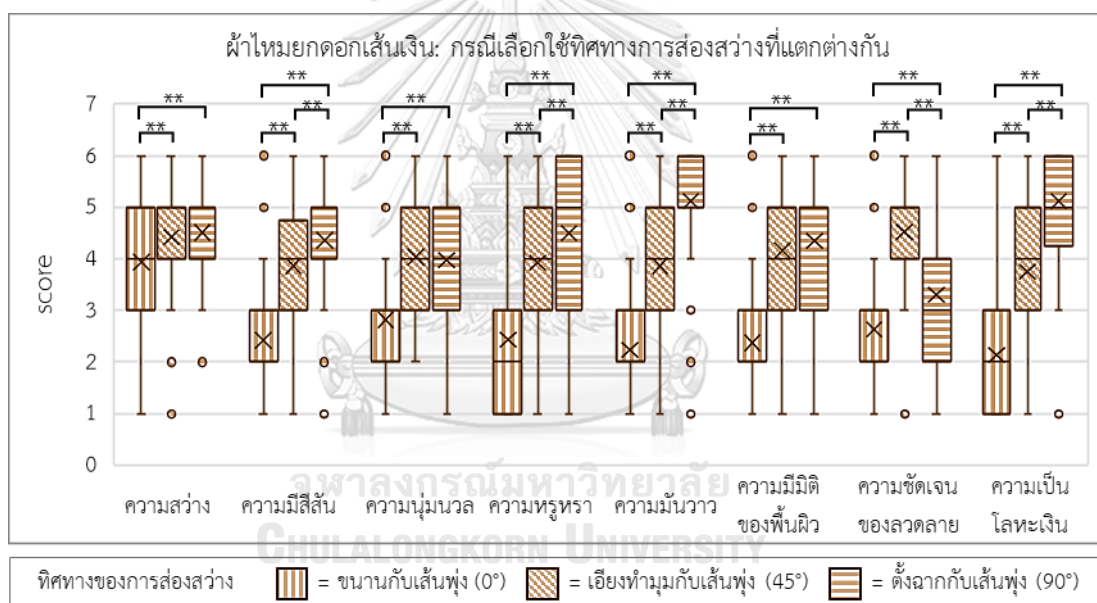 ผ้าไหมยกดอกเส้นเงิน: กรณีเลือกใช้ทิศทางการส่องสว่างที่แตกต่างกัน
** ** ** ** ** ** ** **
** ** ** ** ** ** ** ** ** ** ** ** **
7
6
5
4
3
2
1
0
score
ความสว่าง
ความมีสีสัน
ความนุ่มนวล
ความหรูหรา
ความมันวาว
ความมีมิติ
ของพื้นผิว
ความชัดเจน
ของลวดลาย
ความเป็น
โลหะเงิน
จุฬาลงกรณ์มหาวิทยาลัย
CHULALONGKORN UNIVERSITY
ทิศทางของการส่องสว่าง = ขนานกับเส้นพุ่ง (0°) = เอียงทำมุมกับเส้นพุ่ง (45°) = ตั้งฉากกับเส้นพุ่ง (90°)